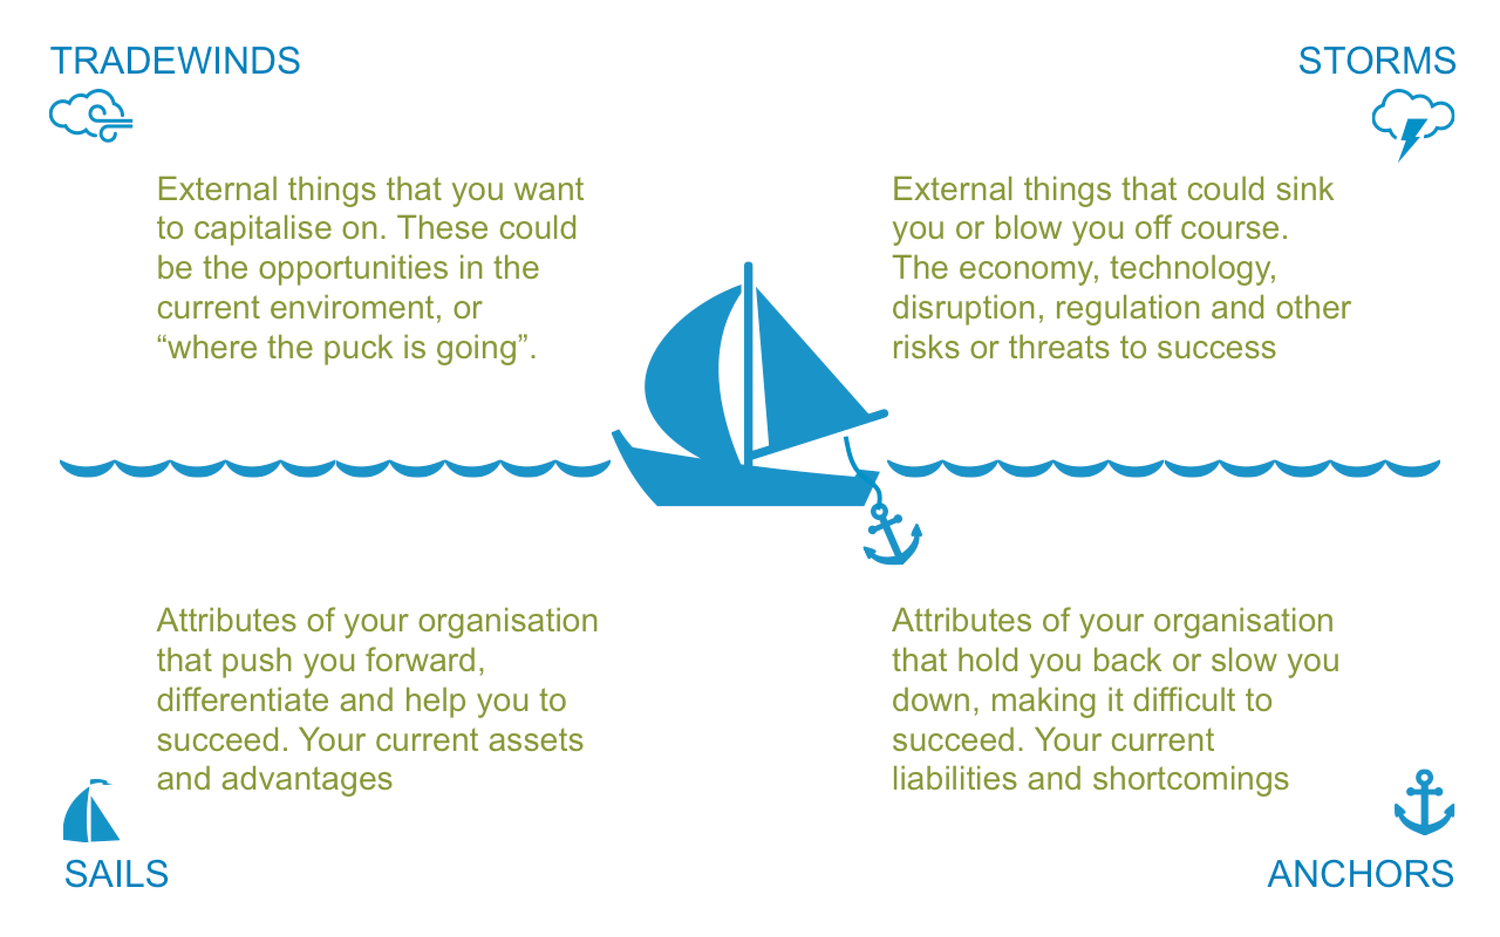 TRADEWINDS
STORMS
External things that you want
to capitalise on. These could
be the opportunities in the
current enviroment, or
“where the puck is going”.
External things that could sink
you or blow you off course.
The economy, technology,
disruption, regulation and other
risks or threats to success
Attributes of your organisation
that push you forward,
differentiate and help you to
succeed. Your current assets
and advantages
SAILS
Attributes of your organisation
that hold you back or slow you
down, making it difficult to
succeed. Your current
liabilities and shortcomings
ANCHORS